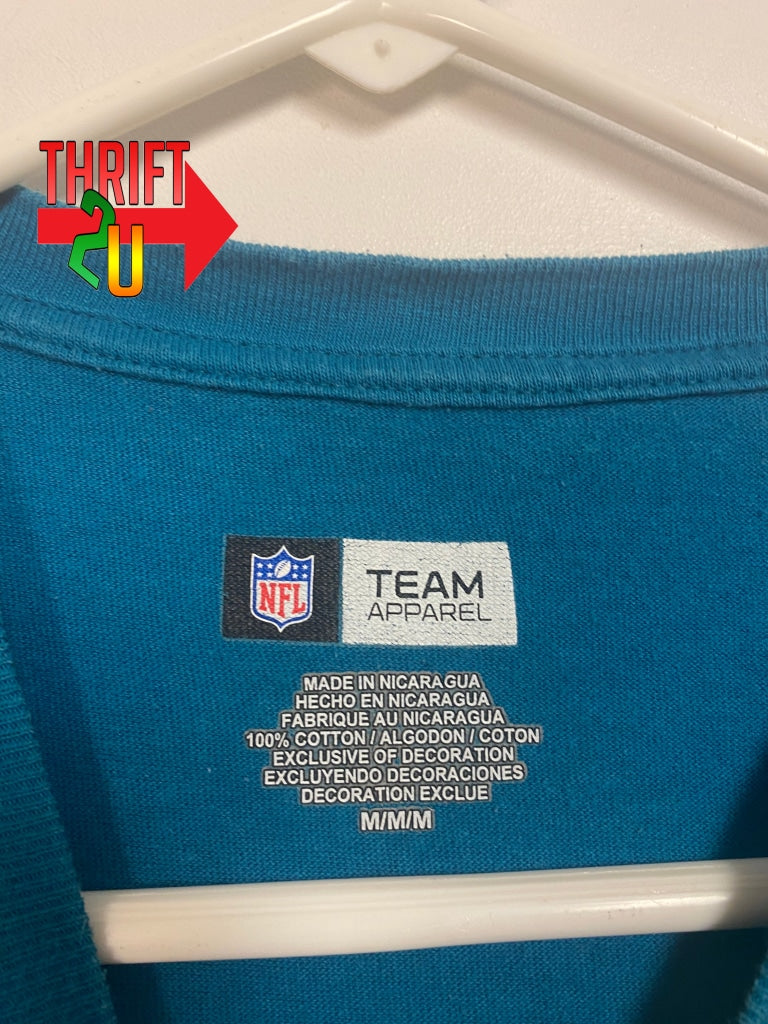 THRIFT
2U
NFL
TEAM
APPAREL
MADE IN NICARAGUA
HECHO EN NICARAGUA
FABRIQUE AU NICARAGUA
100% COTTON / ALGODON / COTON
EXCLUSIVE OF DECORATION
EXCLUYENDO DECORACIONES
DECORATION EXCLUE
M/M/M